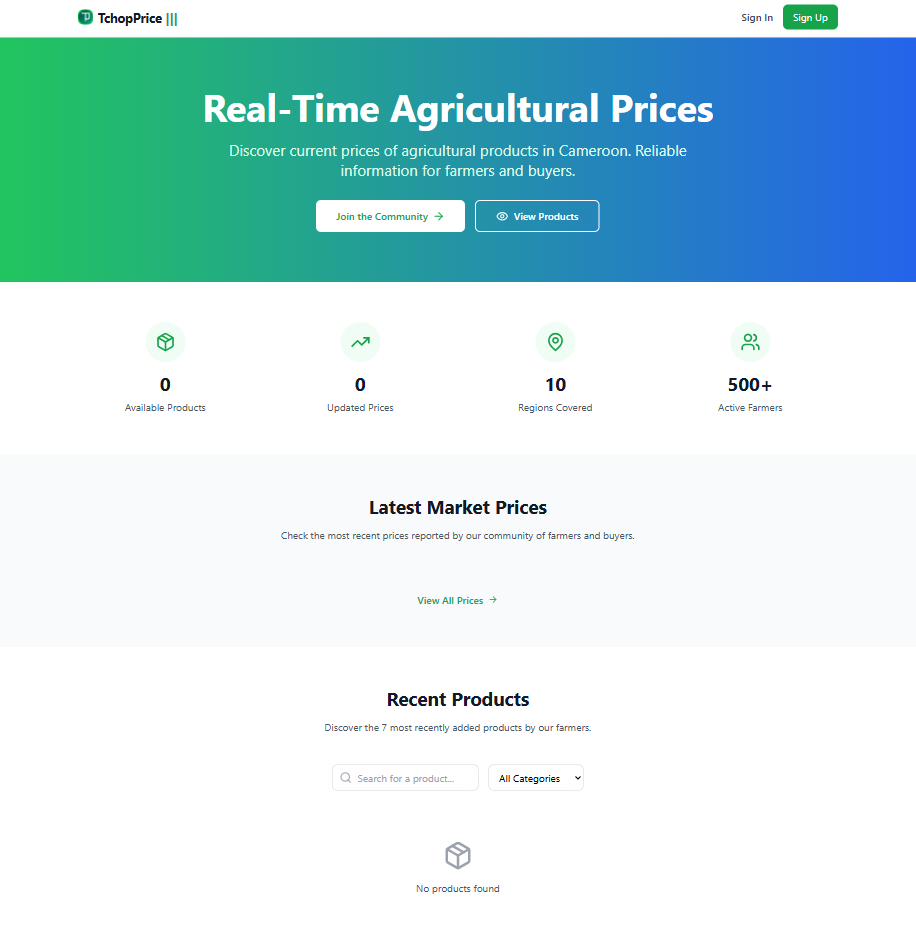 TchopPrice |||
Sign In
Sign Up
Real-Time Agricultural Prices
Discover current prices of agricultural products in Cameroon. Reliable
information for farmers and buyers.
Join the Community →
View Products
0
0
10
500+
Available Products
Updated Prices
Regions Covered
Active Farmers
Latest Market Prices
Check the most recent prices reported by our community of farmers and buyers.
View All Prices →
Recent Products
Discover the 7 most recently added products by our farmers.
Search for a product...
All Categories
No products found